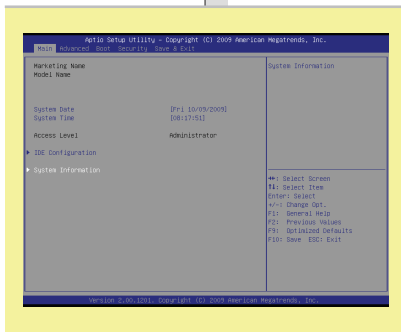 Aptio Setup Utility – Copyright (C) 2009 American Megatrends, Inc.
Main Advanced Boot Security Save & Exit
Marketing Name
Model Name
System Information
System Date [Fri 10/09/2009]
System Time [08:17:51]
Access Level Administrator
▶ IDE Configuration
▶ System Information
↔: Select Screen
↑↓: Select Item
Enter: Select
+/-: Change Opt.
F1: General Help
F2: Previous Values
F9: Optimized Defaults
F10: Save ESC: Exit
Version 2.00.1201. Copyright (C) 2009 American Megatrends, Inc.